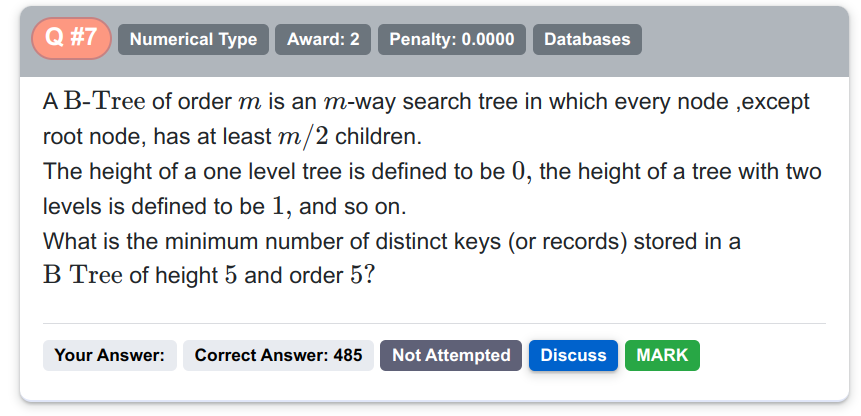 Q #7 Numerical Type Award: 2 Penalty: 0.0000 Databases
A B-Tree of order m is an m-way search tree in which every node ,except
root node, has at least m/2 children.
The height of a one level tree is defined to be 0, the height of a tree with two
levels is defined to be 1, and so on.
What is the minimum number of distinct keys (or records) stored in a
B Tree of height 5 and order 5?
Your Answer: Correct Answer: 485 Not Attempted Discuss MARK